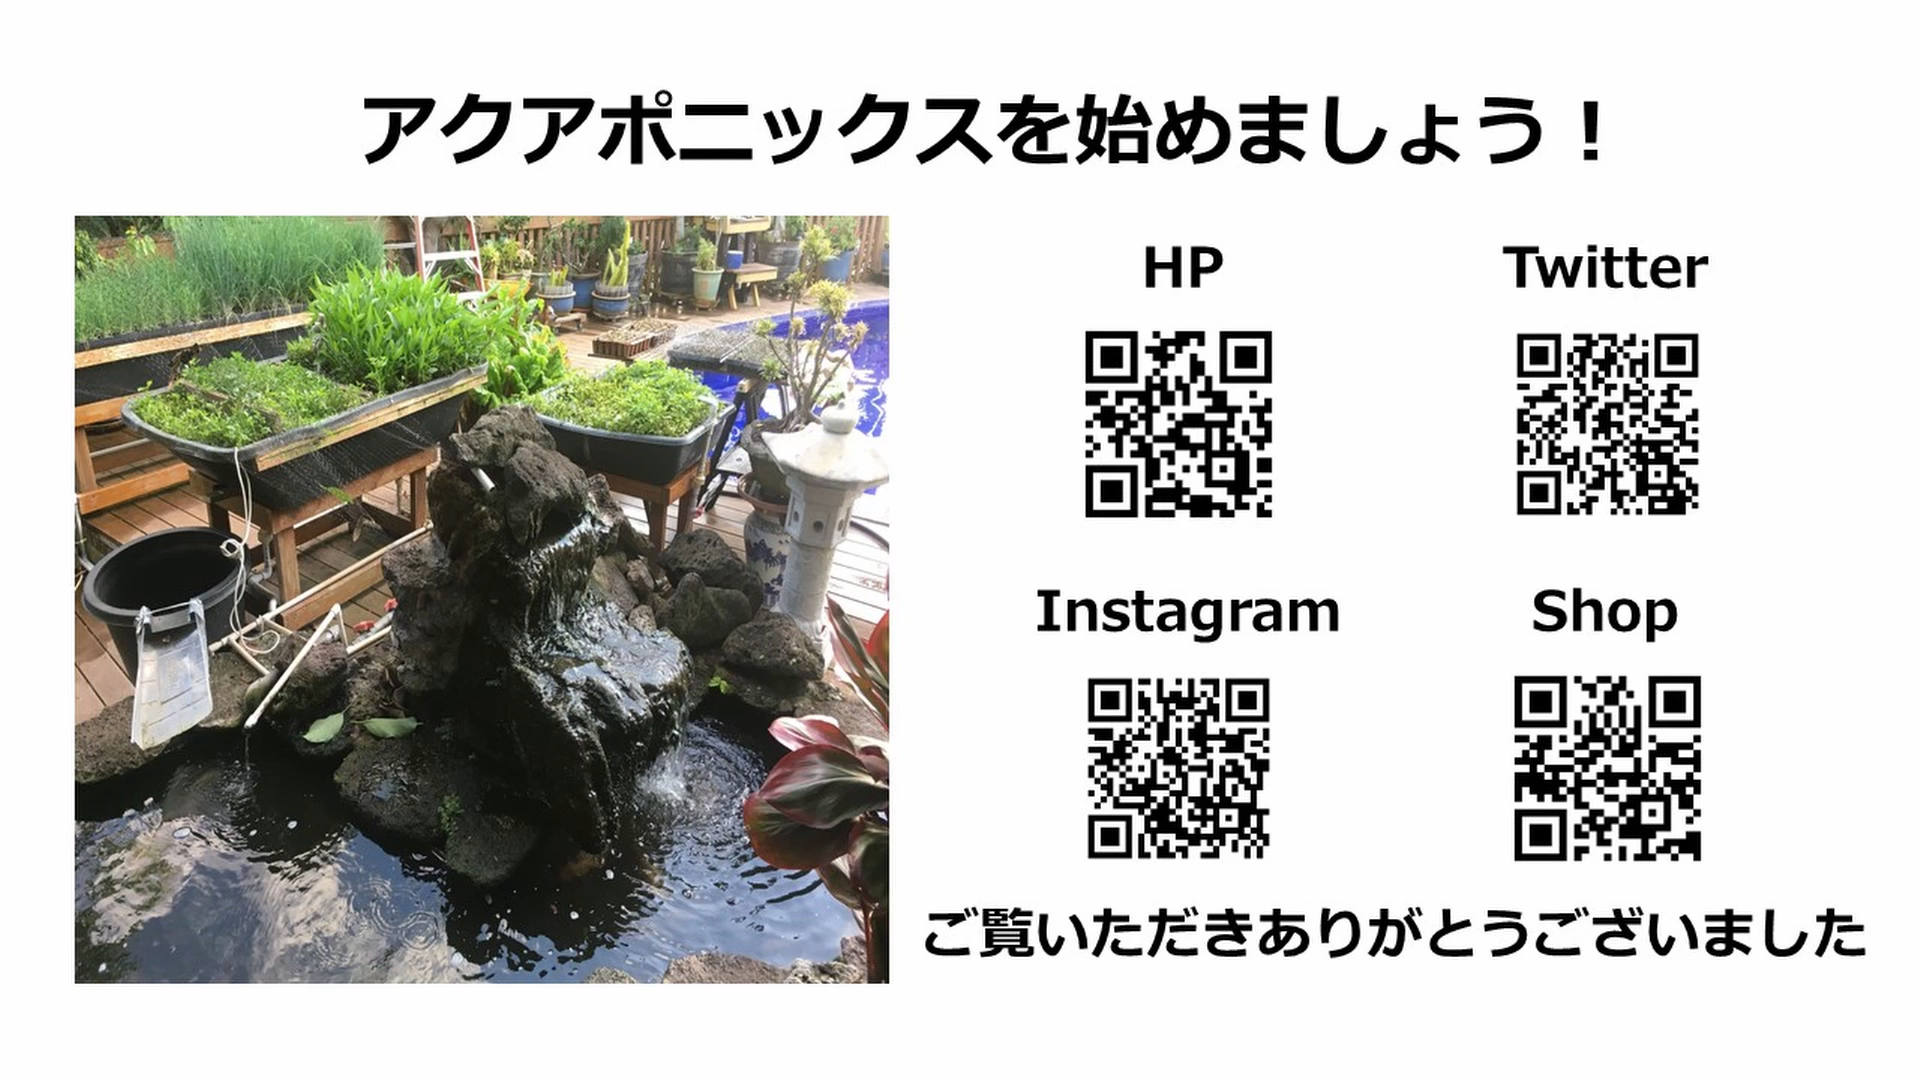 アクアポニックスを始めましょう！
HP
Twitter
Instagram
Shop
ご覧いただきありがとうございました